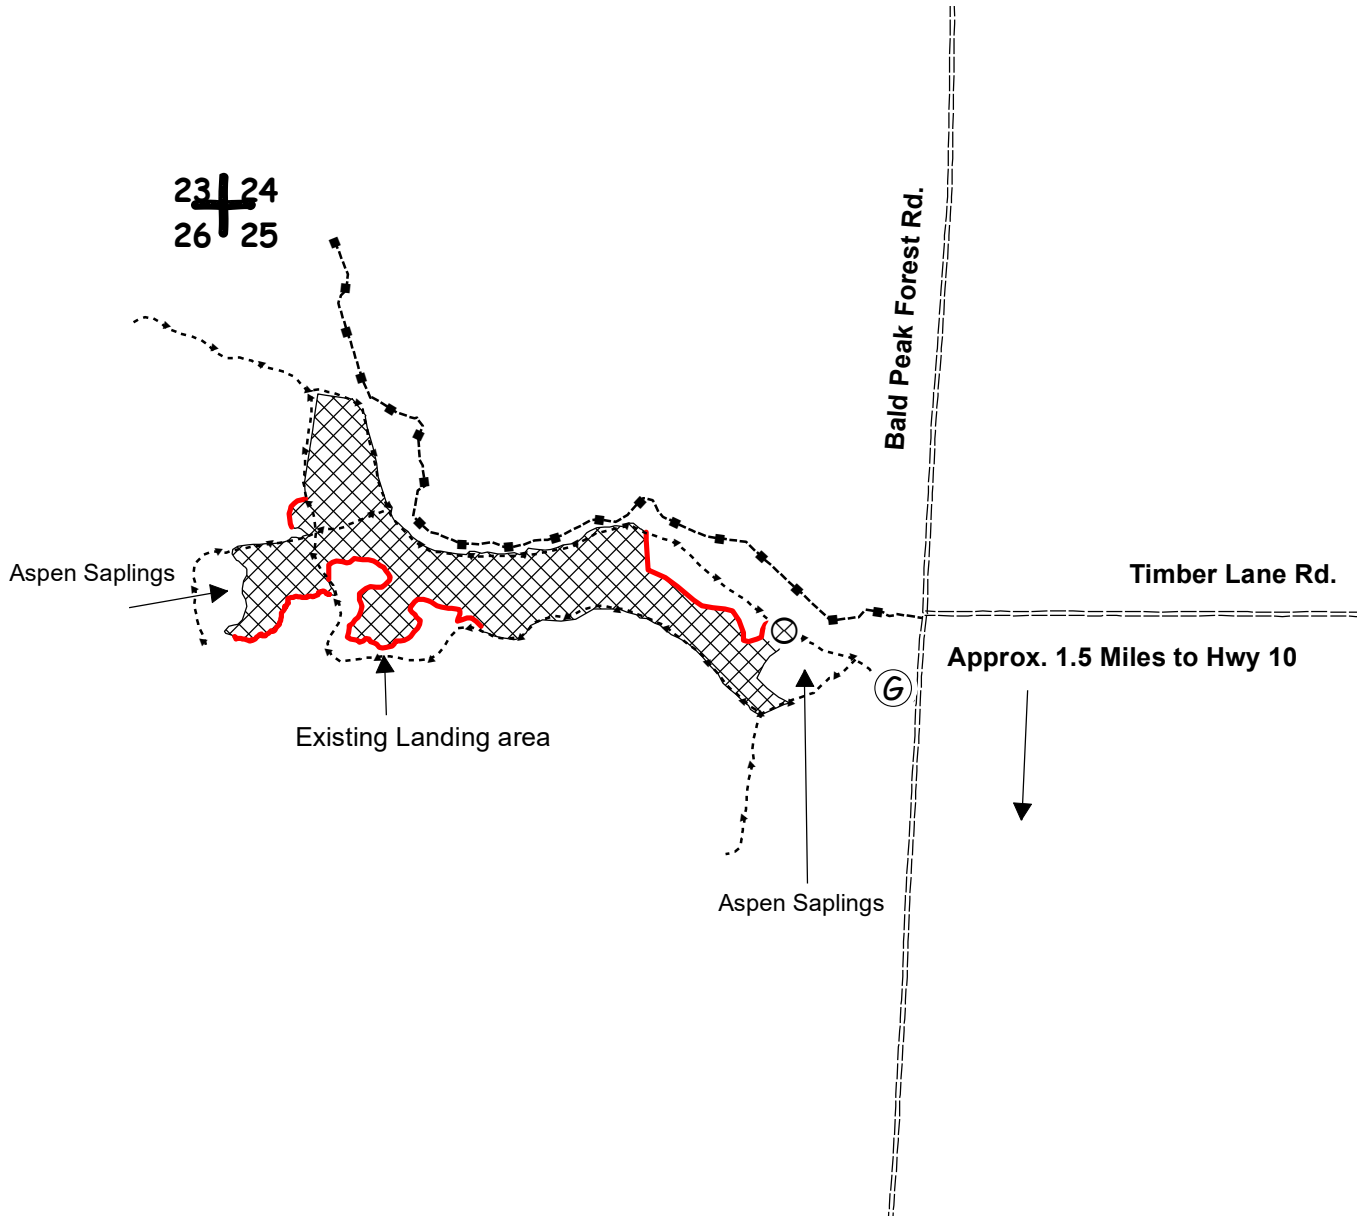 23 24
26 25
Bald Peak Forest Rd.
Aspen Saplings
Timber Lane Rd.
Approx. 1.5 Miles to Hwy 10
G
Existing Landing area
Aspen Saplings